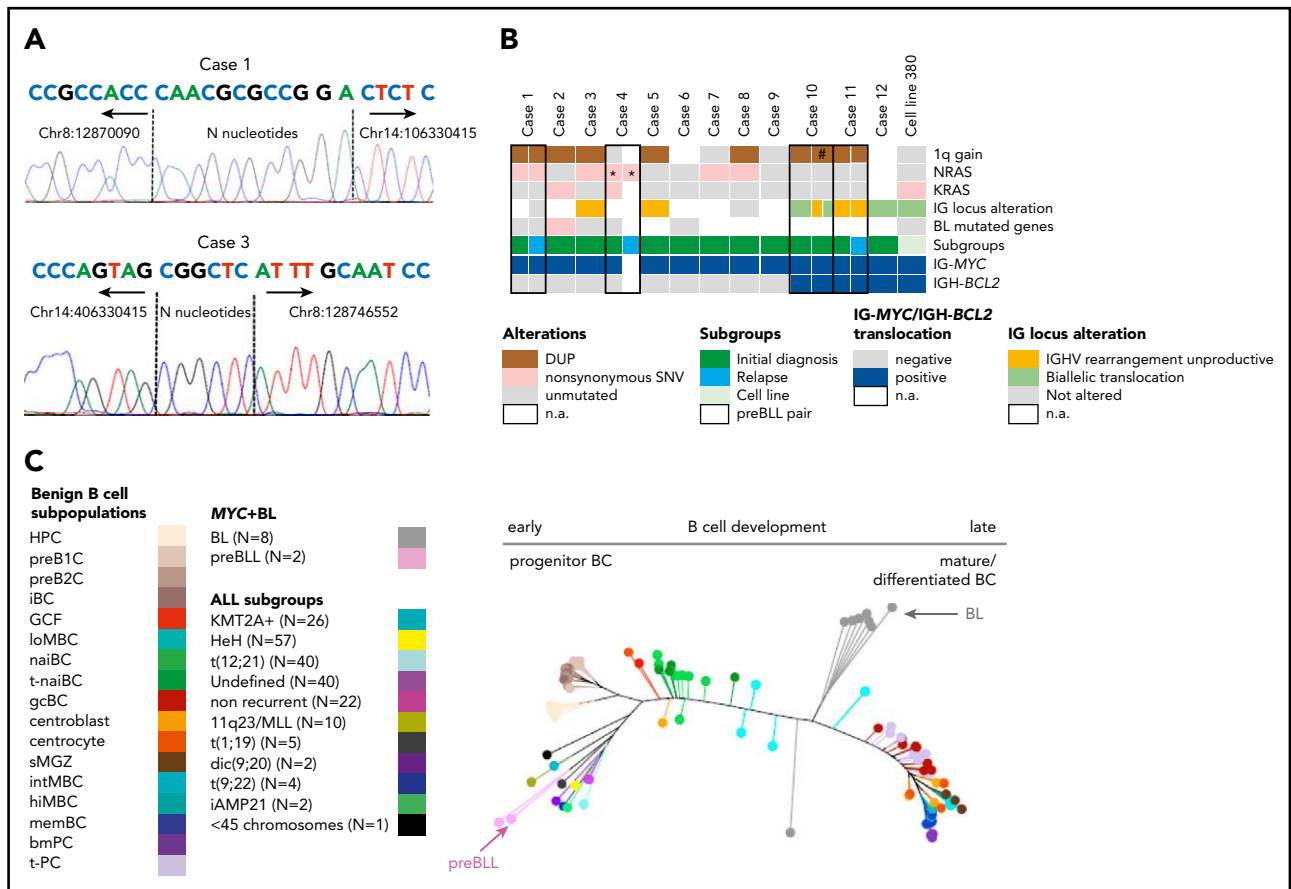 A
Case 1
CCGCCACC CAACGCGCCG G A CTCT C
Chr8:12870090
N nucleotides
Chr14:106330415
Case 3
CCCAGTAG CGGCTC AT TT GCAAT CC
Chr14:406330415
N nucleotides
Chr8:128746552
B
Case 1
Case 2
Case 3
Case 4
Case 5
Case 6
Case 7
Case 8
Case 9
Case 10
Case 11
Case 12
Cell line 380
#
1q gain
* *
NRAS
KRAS
IG locus alteration
BL mutated genes
Subgroups
IG-MYC
IGH-BCL2
Alterations
DUP
nonsynonymous SNV
unmutated
n.a.
Subgroups
Initial diagnosis
Relapse
Cell line
preBLL pair
IG-MYC/IGH-BCL2
translocation
negative
positive
n.a.
IG locus alteration
IGHV rearrangement unproductive
Biallelic translocation
Not altered
n.a.
C
Benign B cell
subpopulations
HPC
preB1C
preB2C
iBC
GCF
loMBC
naiBC
t-naiBC
gcBC
centroblast
centrocyte
sMGZ
intMBC
hiMBC
memBC
bmPC
t-PC
MYC+BL
BL (N=8)
preBLL (N=2)
ALL subgroups
KMT2A+ (N=26)
HeH (N=57)
t(12;21) (N=40)
Undefined (N=40)
non recurrent (N=22)
11q23/MLL (N=10)
t(1;19) (N=5)
dic(9;20) (N=2)
t(9;22) (N=4)
iAMP21 (N=2)
<45 chromosomes (N=1)
early
B cell development
late
progenitor BC
mature/
differentiated BC
BL
preBLL